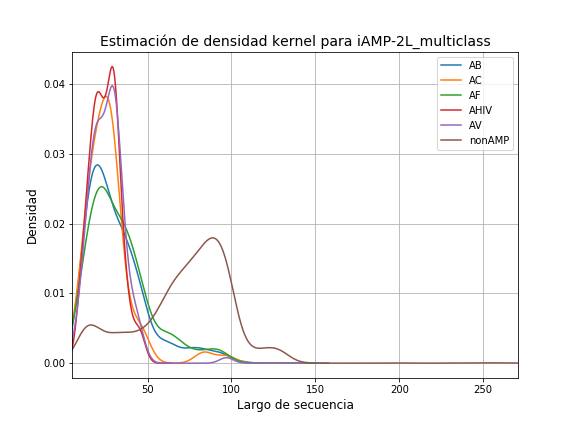 Estimación de densidad kernel para iAMP-2L_multiclass
AB
AC
AF
AHIV
AV
nonAMP
Densidad
0.04
0.03
0.02
0.01
0.00
50
100
150
200
250
Largo de secuencia